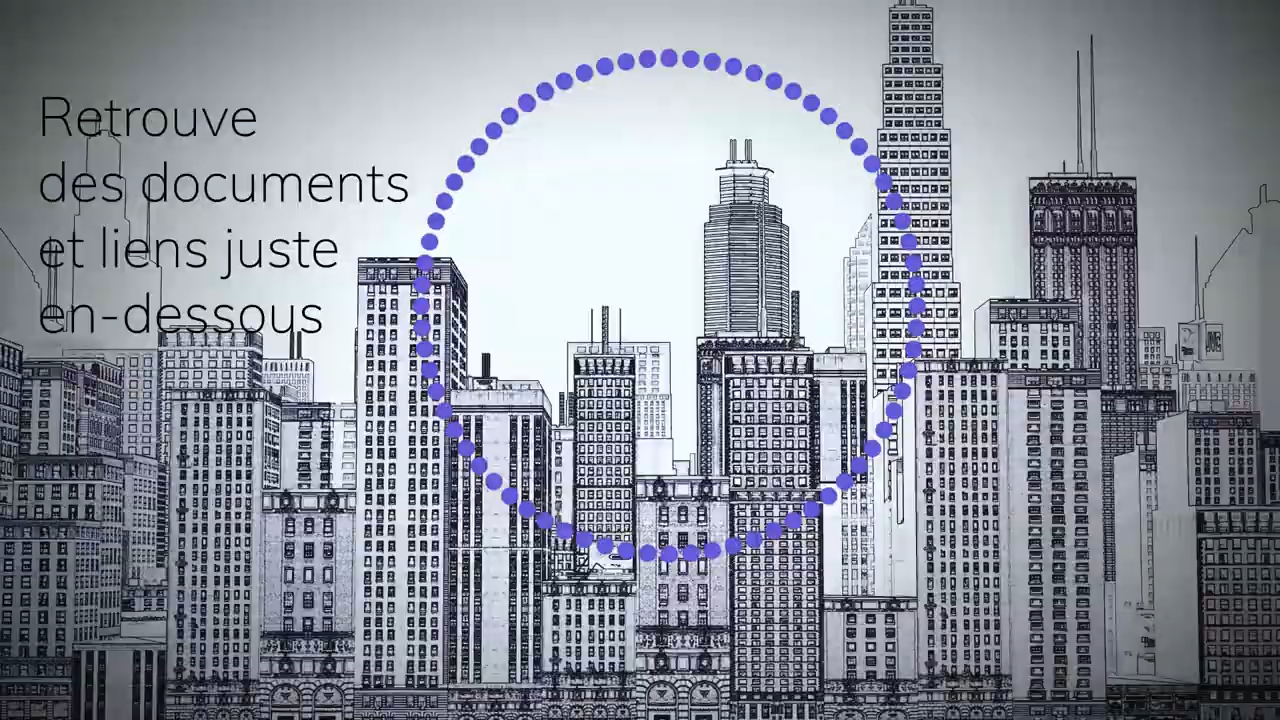 Retrouve
des documents
et liens juste
en-dessous